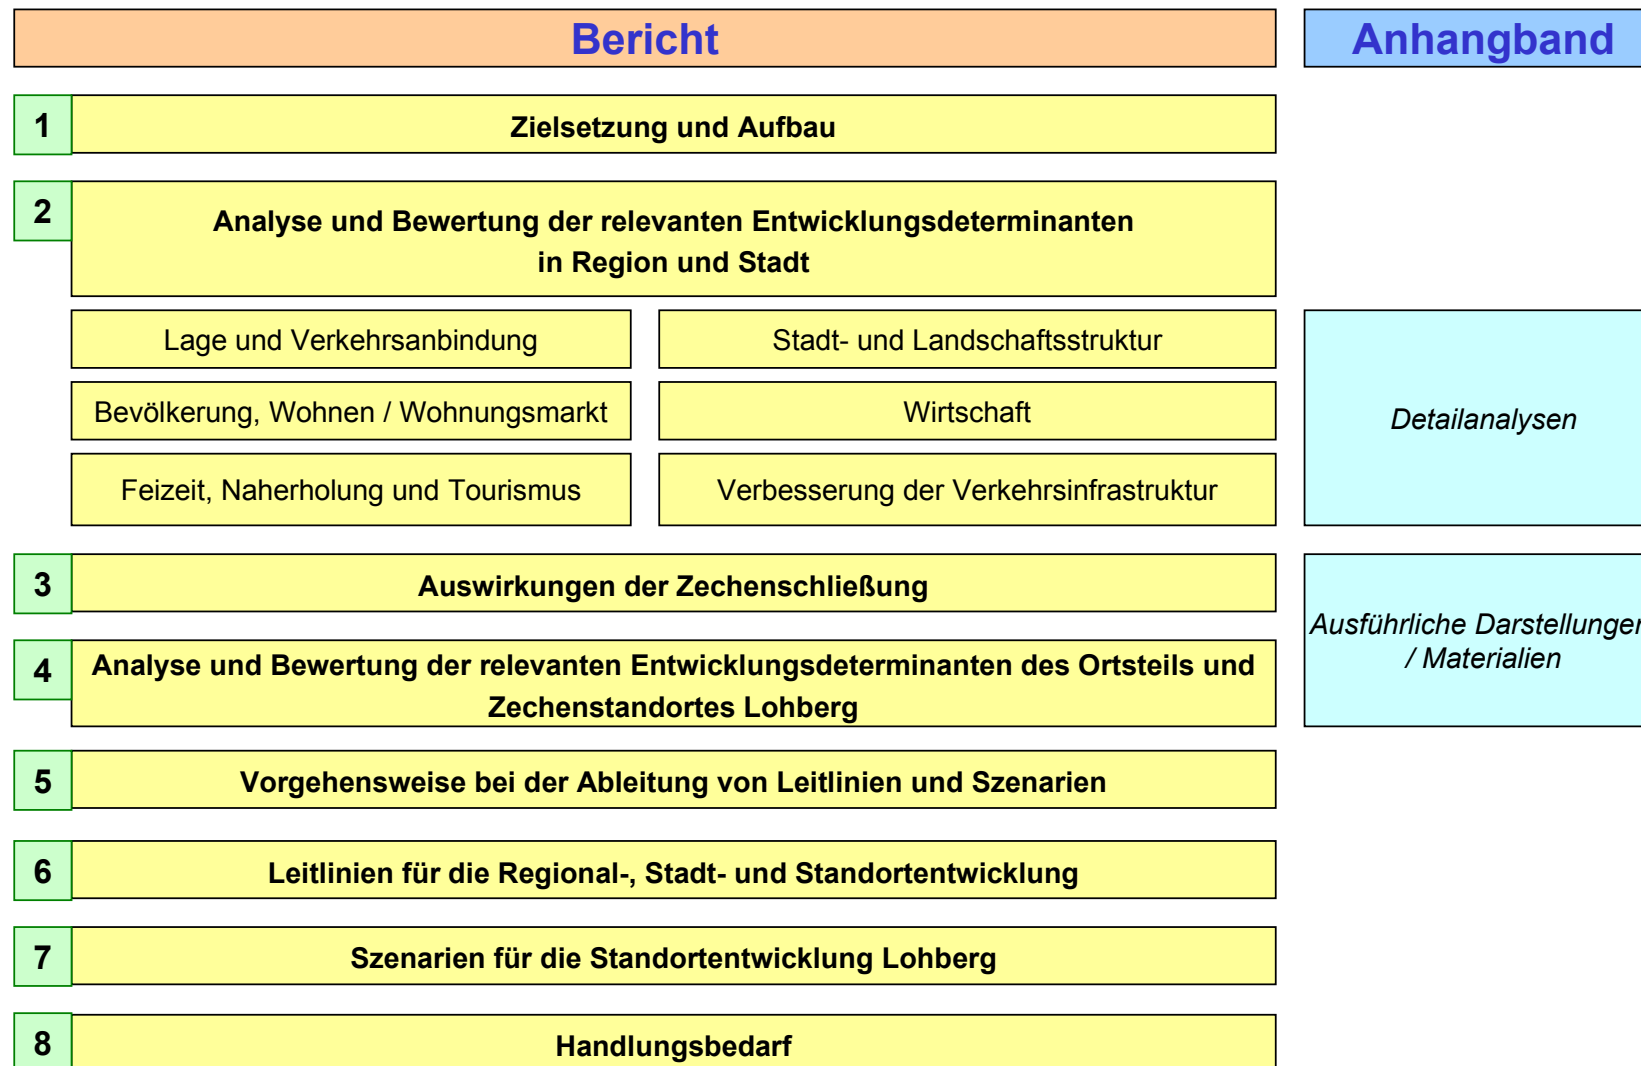 Bericht
Anhangband
1
Zielsetzung und Aufbau
2
Analyse und Bewertung der relevanten Entwicklungsdeterminanten
in Region und Stadt
Lage und Verkehrsanbindung
Stadt- und Landschaftsstruktur
Bevölkerung, Wohnen / Wohnungsmarkt
Wirtschaft
Feizeit, Naherholung und Tourismus
Verbesserung der Verkehrsinfrastruktur
Detailanalysen
3
Auswirkungen der Zechenschließung
4
Analyse und Bewertung der relevanten Entwicklungsdeterminanten des Ortsteils und
Zechenstandortes Lohberg
Ausführliche Darstellungen
/ Materialien
5
Vorgehensweise bei der Ableitung von Leitlinien und Szenarien
6
Leitlinien für die Regional-, Stadt- und Standortentwicklung
7
Szenarien für die Standortentwicklung Lohberg
8
Handlungsbedarf